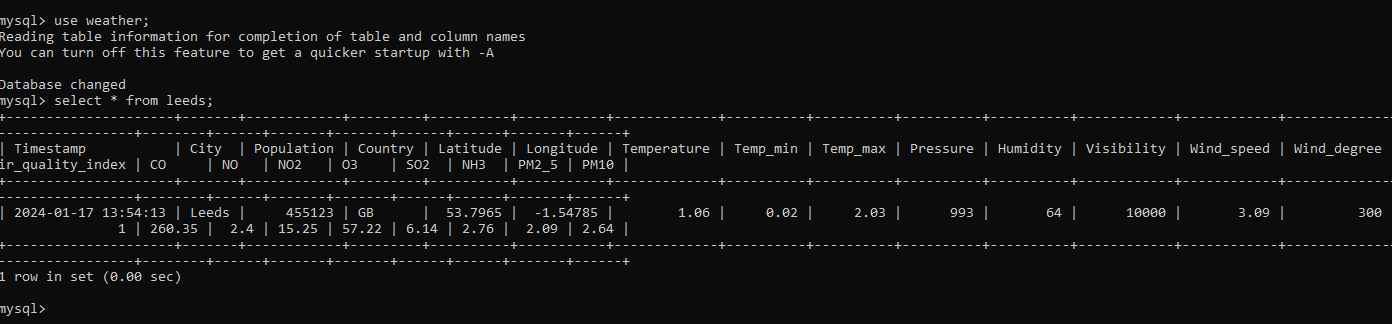 mysql> use weather;
Reading table information for completion of table and column names
You can turn off this feature to get a quicker startup with -A
Database changed
mysql> select * from leeds;
+---------------------+-------+------------+---------+----------+-----------+-------------+----------+----------+----------+----------+------------+------------+-------------
-----------------+--------+------+-------+-------+------+------+-------+------+
| Timestamp           | City  | Population | Country | Latitude | Longitude | Temperature | Temp_min | Temp_max | Pressure | Humidity | Visibility | Wind_speed | Wind_degree
ir_quality_index | CO     | NO   | NO2   | O3    | SO2  | NH3  | PM2_5 | PM10 |
+---------------------+-------+------------+---------+----------+-----------+-------------+----------+----------+----------+----------+------------+------------+-------------
-----------------+--------+------+-------+-------+------+------+-------+------+
| 2024-01-17 13:54:13 | Leeds |     455123 | GB      |  53.7965 |  -1.54785 |        1.06 |     0.02 |     2.03 |      993 |       64 |      10000 |       3.09 |         300
               1 | 260.35 |  2.4 | 15.25 | 57.22 | 6.14 | 2.76 |  2.09 | 2.64 |
+---------------------+-------+------------+---------+----------+-----------+-------------+----------+----------+----------+----------+------------+------------+-------------
-----------------+--------+------+-------+-------+------+------+-------+------+
1 row in set (0.00 sec)
mysql>